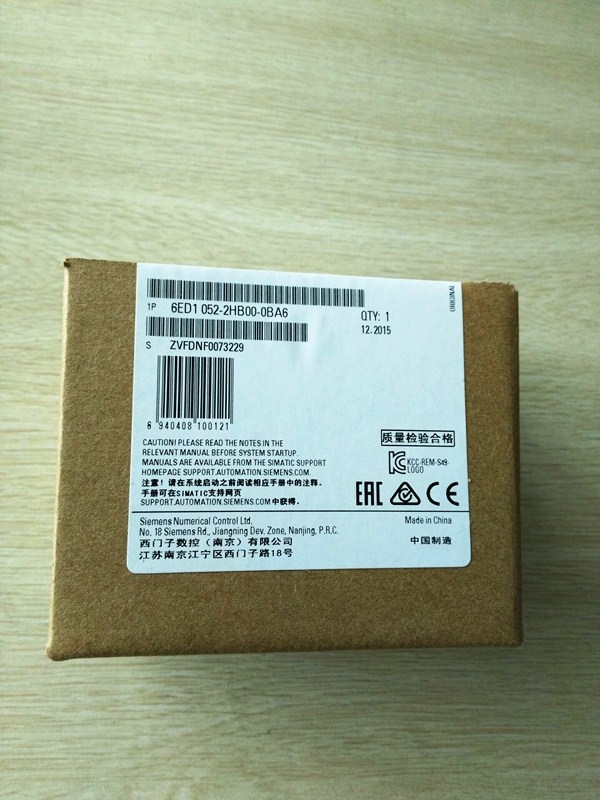 1P 6ED1 052-2HB00-0BA6
QTY: 1
12.2015
S ZVFDNF0073229
6 940408 100121
CAUTION! PLEASE READ THE NOTES IN THE
RELEVANT MANUAL BEFORE SYSTEM STARTUP.
MANUALS ARE AVAILABLE FROM THE SIMATIC SUPPORT
HOMEPAGE SUPPORT.AUTOMATION.SIEMENS.COM.
注意！请在系统启动之前阅读相应手册中的注释。
手册可在SIMATIC支持网页
SUPPORT.AUTOMATION.SIEMENS.COM 中获得。
质量检验合格
KCC-REM-S49-
LOGO
EAC CE
Siemens Numerical Control Ltd.
No. 18 Siemens Rd., Jiangning Dev. Zone, Nanjing, P.R.C.
西门子数控（南京）有限公司
江苏南京江宁区西门子路18号
Made in China
中国制造